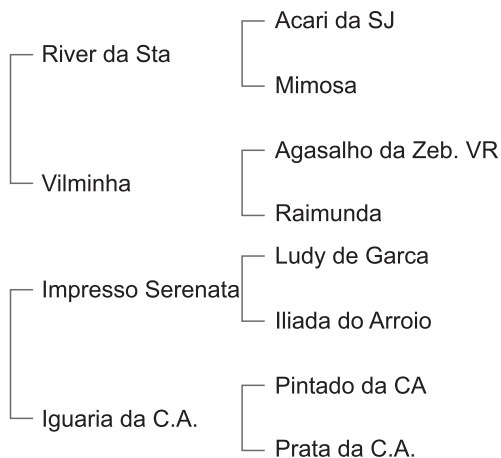 Acari da SJ
River da Sta
Mimosa
Agasalho da Zeb. VR
Vilminha
Raimunda
Ludy de Garca
Impresso Serenata
Iliada do Arroio
Pintado da CA
Iguaria da C.A.
Prata da C.A.